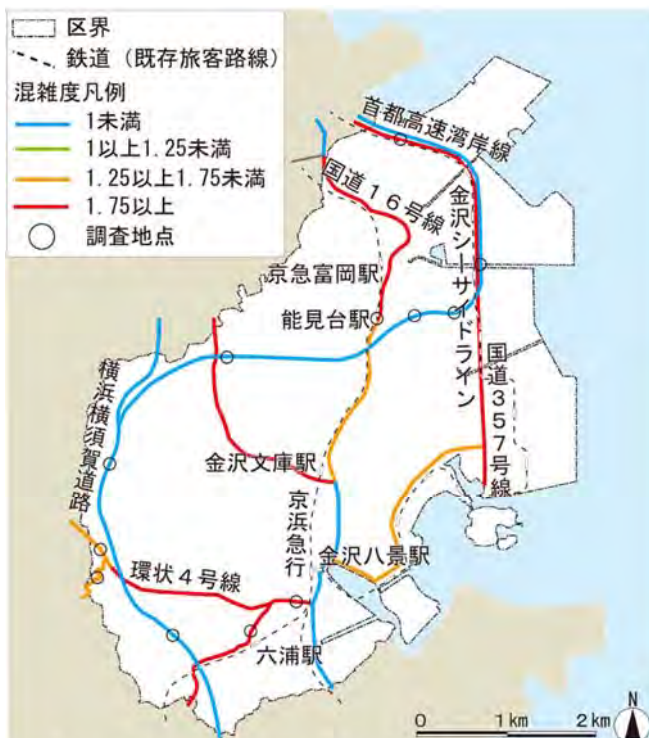 区界
鉄道（既存旅客路線）
混雑度凡例
1未満
1以上1.25未満
1.25以上1.75未満
1.75以上
調査地点
首都高速湾岸線
国道１６号線
金沢シーサイドライン
京急富岡駅
能見台駅
国道３５７号線
横浜横須賀道路
金沢文庫駅
京浜急行
金沢八景駅
環状４号線
六浦駅
0 1km 2km
N